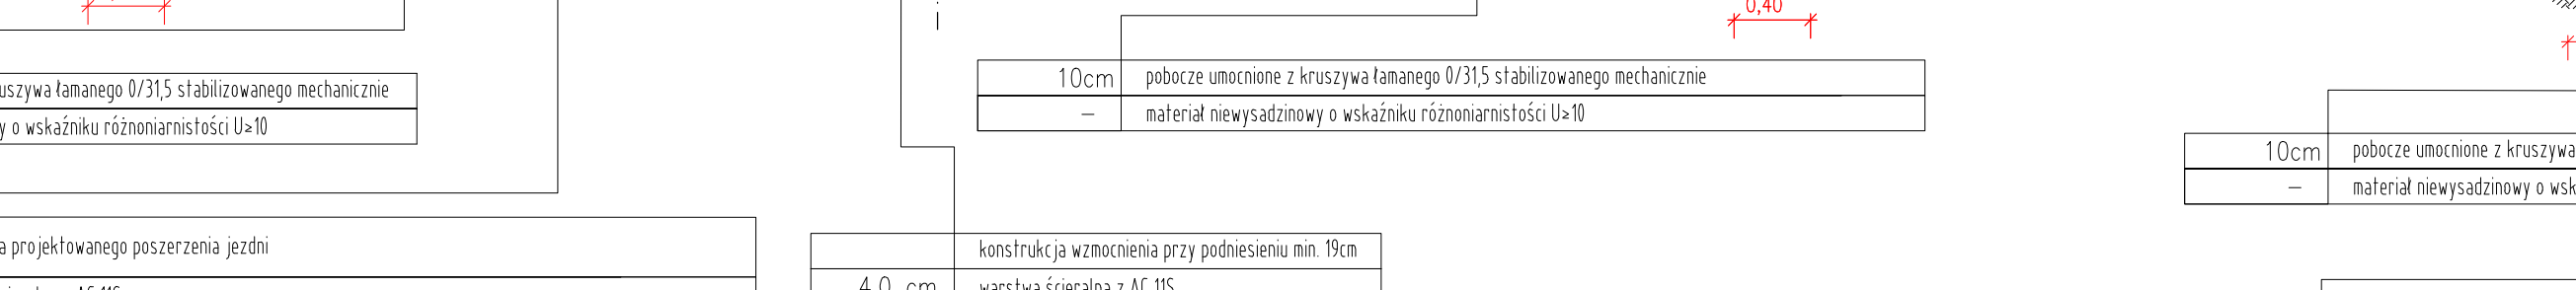 0,40
uszywa łamanego 0/31,5 stabilizowanego mechanicznie
y o wskaźniku różnoniarnistości U≥10
a projektowanego poszerzenia jezdni
10cm pobocze umocnione z kruszywa łamanego 0/31,5 stabilizowanego mechanicznie
– materiał niewysadzinowy o wskaźniku różnoniarnistości U≥10
konstrukcja wzmocnienia przy podniesieniu min. 19cm
4,0 cm warstwa ścieralna z AC 11S
10cm pobocze umocnione z kruszywa
– materiał niewysadzinowy o wsk